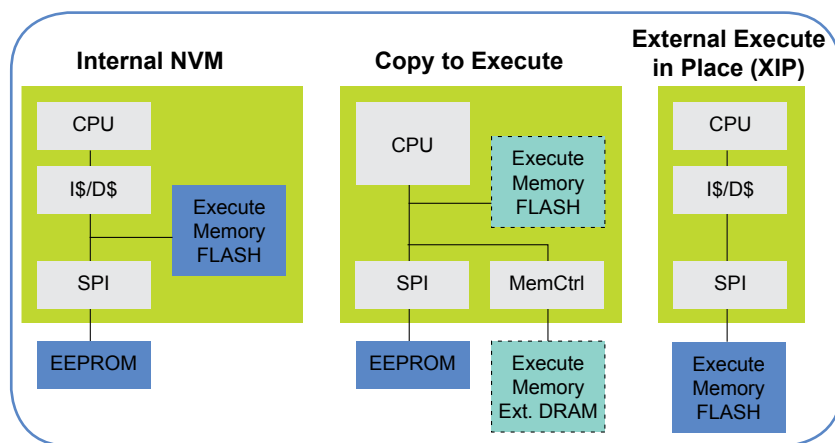 Internal NVM
CPU
I$/D$
Execute
Memory
FLASH
SPI
EEPROM
Copy to Execute
CPU
Execute
Memory
FLASH
SPI
MemCtrl
EEPROM
Execute
Memory
Ext. DRAM
External Execute
in Place (XIP)
CPU
I$/D$
SPI
Execute
Memory
FLASH